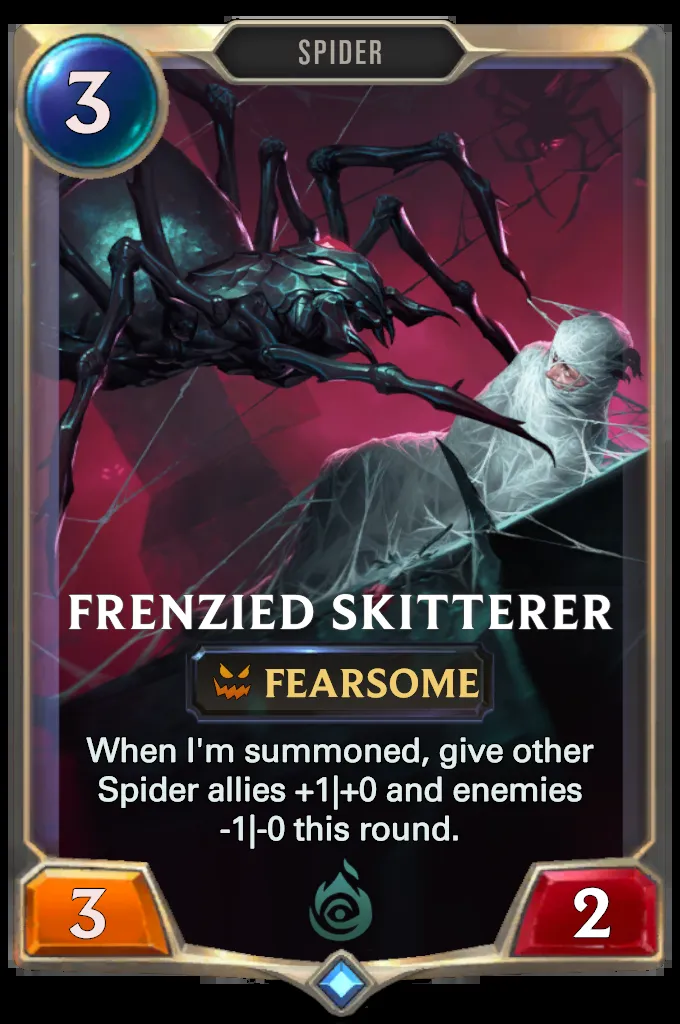 SPIDER
3
FRENZIED SKITTERER
FEARSOME
When I'm summoned, give other
Spider allies +1|+0 and enemies
-1|-0 this round.
3
2